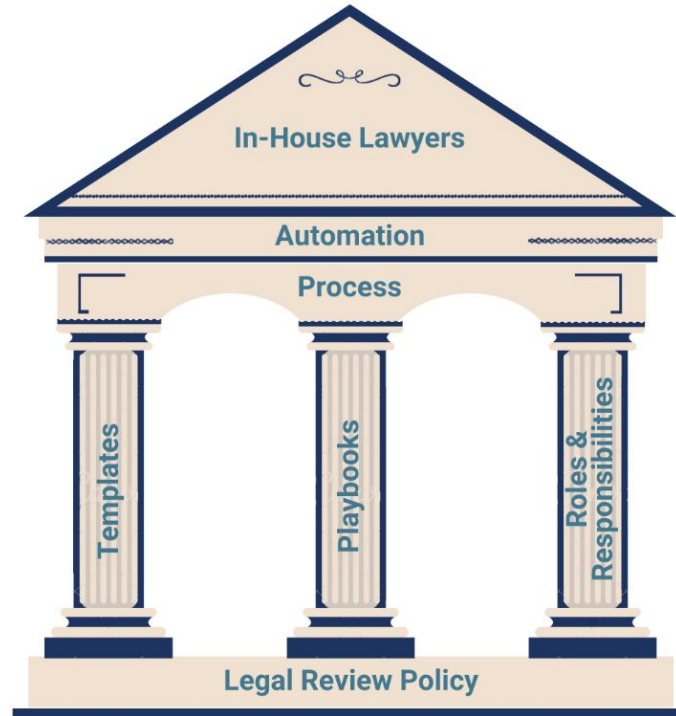 In-House Lawyers
Automation
Process
Templates
Playbooks
Roles &
Responsibilities
Legal Review Policy